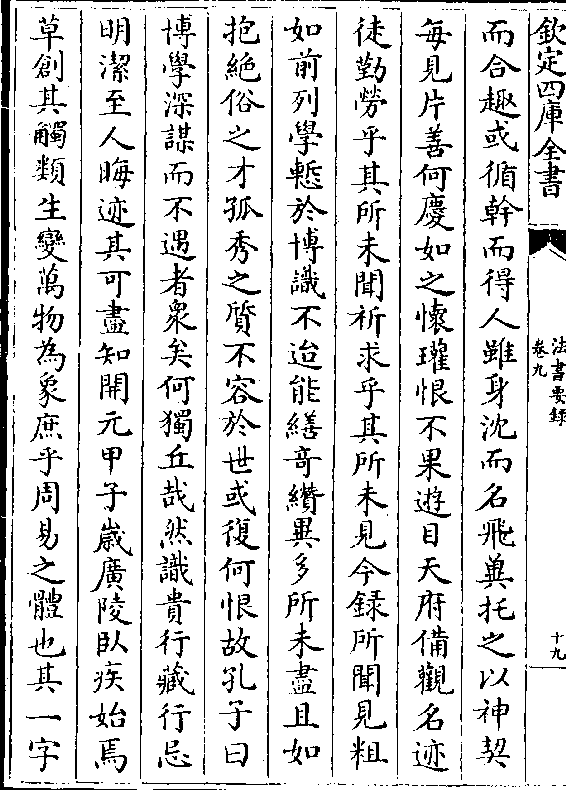 欽定四庫全書
法書要録
卷九
十九
而合趣或循幹而得人雖身沈而名飛冀托之以神契
每見片善何慶如之懷瓘恨不果遊目天府備觀名迹
徒勤勞乎其所未聞祈求乎其所未見今録所聞見粗
如前列學慙於博識不迨能繕竒纘異多所未盡且如
抱絶俗之才孤秀之質不容於世或復何恨故孔子曰
博學深謀而不遇者衆矣何獨丘哉然識貴行藏行忌
明潔至人晦迹其可盡知開元甲子嵗廣陵卧疾始焉
草創其觸類生變萬物為象庶乎周易之體也其一字